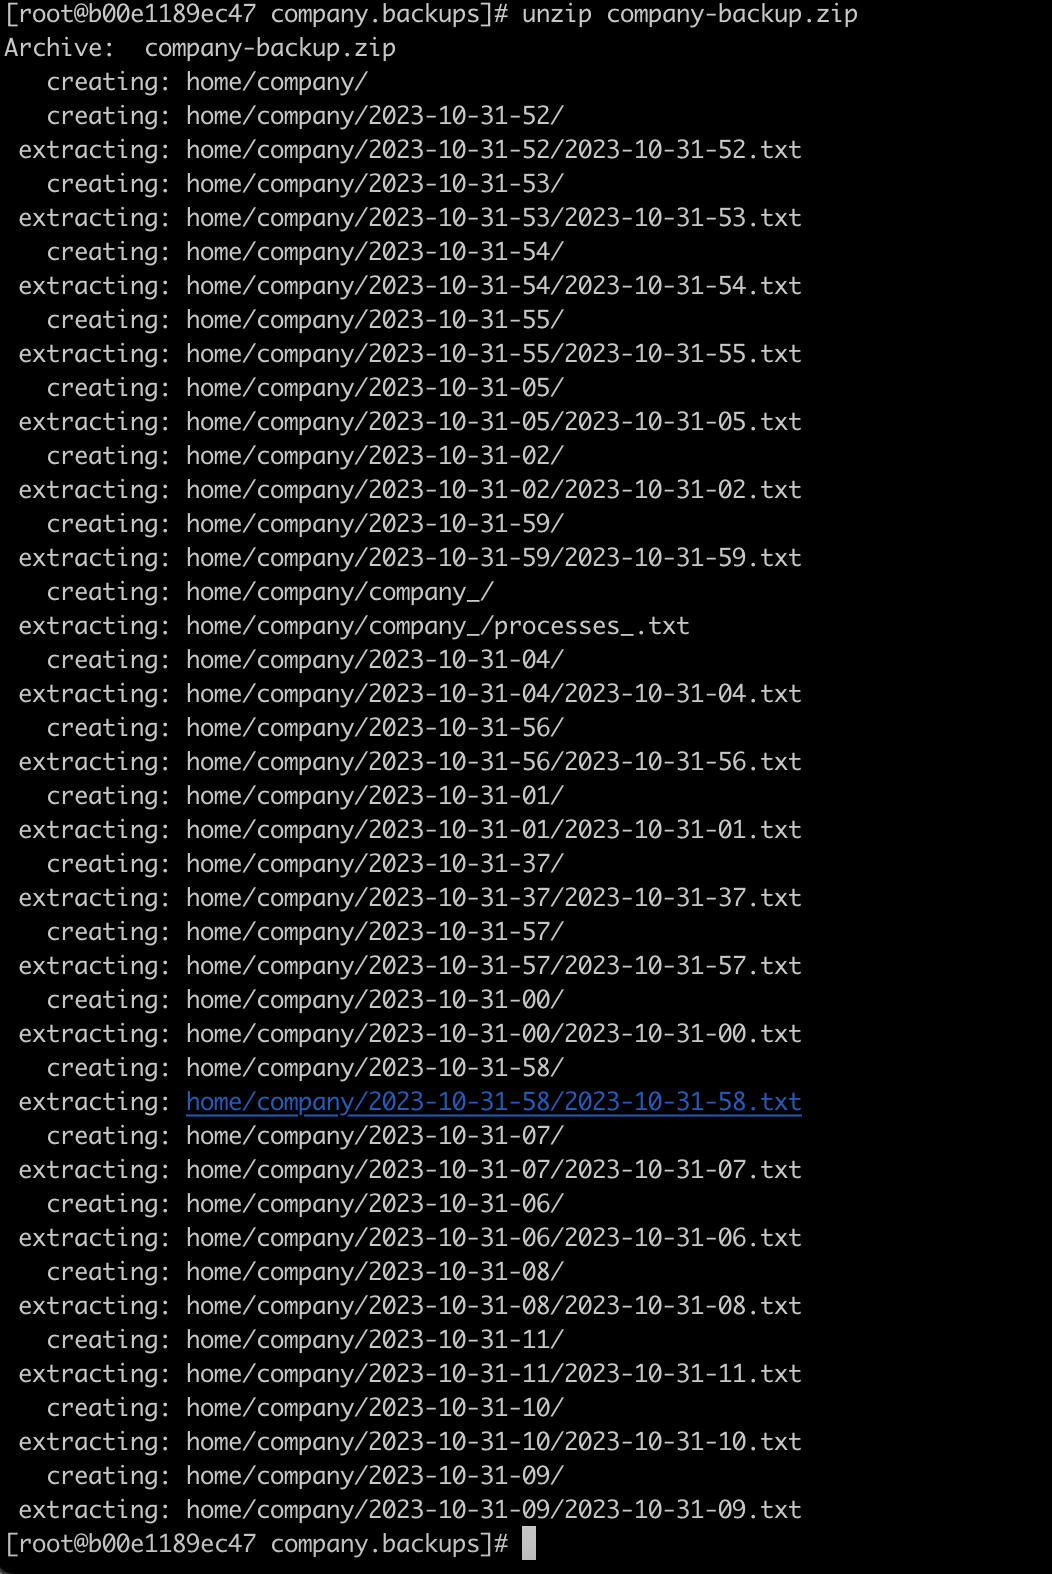 [root@b00e1189ec47 company.backups]# unzip company-backup.zip
Archive:  company-backup.zip
   creating: home/company/
   creating: home/company/2023-10-31-52/
 extracting: home/company/2023-10-31-52/2023-10-31-52.txt
   creating: home/company/2023-10-31-53/
 extracting: home/company/2023-10-31-53/2023-10-31-53.txt
   creating: home/company/2023-10-31-54/
 extracting: home/company/2023-10-31-54/2023-10-31-54.txt
   creating: home/company/2023-10-31-55/
 extracting: home/company/2023-10-31-55/2023-10-31-55.txt
   creating: home/company/2023-10-31-05/
 extracting: home/company/2023-10-31-05/2023-10-31-05.txt
   creating: home/company/2023-10-31-02/
 extracting: home/company/2023-10-31-02/2023-10-31-02.txt
   creating: home/company/2023-10-31-59/
 extracting: home/company/2023-10-31-59/2023-10-31-59.txt
   creating: home/company/company_/
 extracting: home/company/company_/processes_.txt
   creating: home/company/2023-10-31-04/
 extracting: home/company/2023-10-31-04/2023-10-31-04.txt
   creating: home/company/2023-10-31-56/
 extracting: home/company/2023-10-31-56/2023-10-31-56.txt
   creating: home/company/2023-10-31-01/
 extracting: home/company/2023-10-31-01/2023-10-31-01.txt
   creating: home/company/2023-10-31-37/
 extracting: home/company/2023-10-31-37/2023-10-31-37.txt
   creating: home/company/2023-10-31-57/
 extracting: home/company/2023-10-31-57/2023-10-31-57.txt
   creating: home/company/2023-10-31-00/
 extracting: home/company/2023-10-31-00/2023-10-31-00.txt
   creating: home/company/2023-10-31-58/
 extracting: home/company/2023-10-31-58/2023-10-31-58.txt
   creating: home/company/2023-10-31-07/
 extracting: home/company/2023-10-31-07/2023-10-31-07.txt
   creating: home/company/2023-10-31-06/
 extracting: home/company/2023-10-31-06/2023-10-31-06.txt
   creating: home/company/2023-10-31-08/
 extracting: home/company/2023-10-31-08/2023-10-31-08.txt
   creating: home/company/2023-10-31-11/
 extracting: home/company/2023-10-31-11/2023-10-31-11.txt
   creating: home/company/2023-10-31-10/
 extracting: home/company/2023-10-31-10/2023-10-31-10.txt
   creating: home/company/2023-10-31-09/
 extracting: home/company/2023-10-31-09/2023-10-31-09.txt
[root@b00e1189ec47 company.backups]#